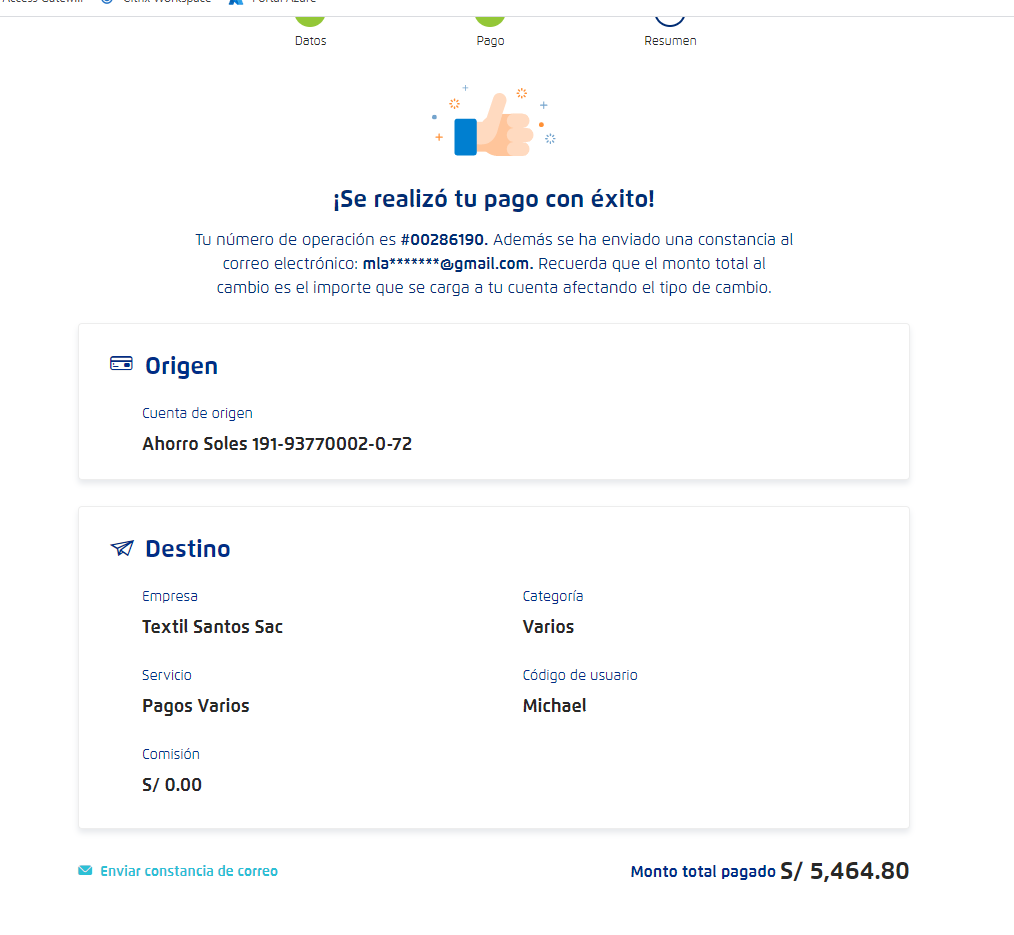 Citrix Workspace
Portal Azure
Datos
Pago
Resumen
¡Se realizó tu pago con éxito!
Tu número de operación es #00286190. Además se ha enviado una constancia al
correo electrónico: mla*******@gmail.com. Recuerda que el monto total al
cambio es el importe que se carga a tu cuenta afectando el tipo de cambio.
Origen
Cuenta de origen
Ahorro Soles 191-93770002-0-72
Destino
Empresa
Categoría
Textil Santos Sac
Varios
Servicio
Código de usuario
Pagos Varios
Michael
Comisión
S/ 0.00
Enviar constancia de correo
Monto total pagado S/ 5,464.80